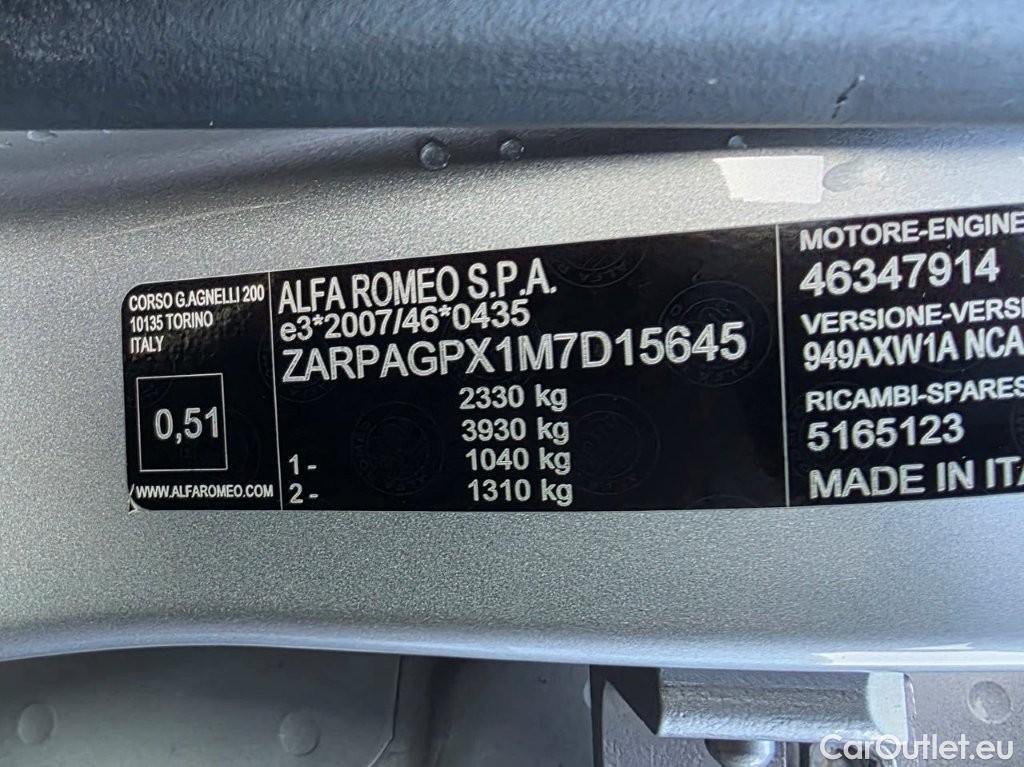 CORSO G.AGNELLI 200
10135 TORINO
ITALY
0,51
WWW.ALFAROMEO.COM
ALFA ROMEO S.P.A.
e3*2007/46*0435
ZARPAGPX1M7D15645
2330 kg
3930 kg
1- 1040 kg
2- 1310 kg
MOTORE-ENGINE
46347914
VERSIONE-VERSI
949AXW1A NCA
RICAMBI-SPARES
5165123
MADE IN ITA
CarOutlet.eu